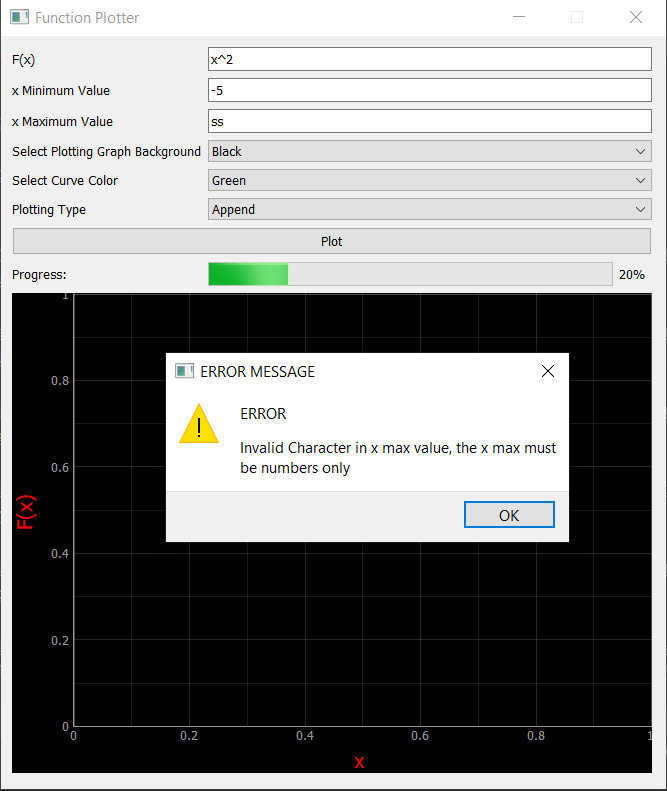 Function Plotter
F(x) x^2
x Minimum Value -5
x Maximum Value ss
Select Plotting Graph Background Black
Select Curve Color Green
Plotting Type Append
Plot
Progress: 20%
1
0.8
0.6
0.4
0.2
0
F(x)
0 0.2 0.4 0.6 0.8 1
x
ERROR MESSAGE
ERROR
Invalid Character in x max value, the x max must
be numbers only
OK